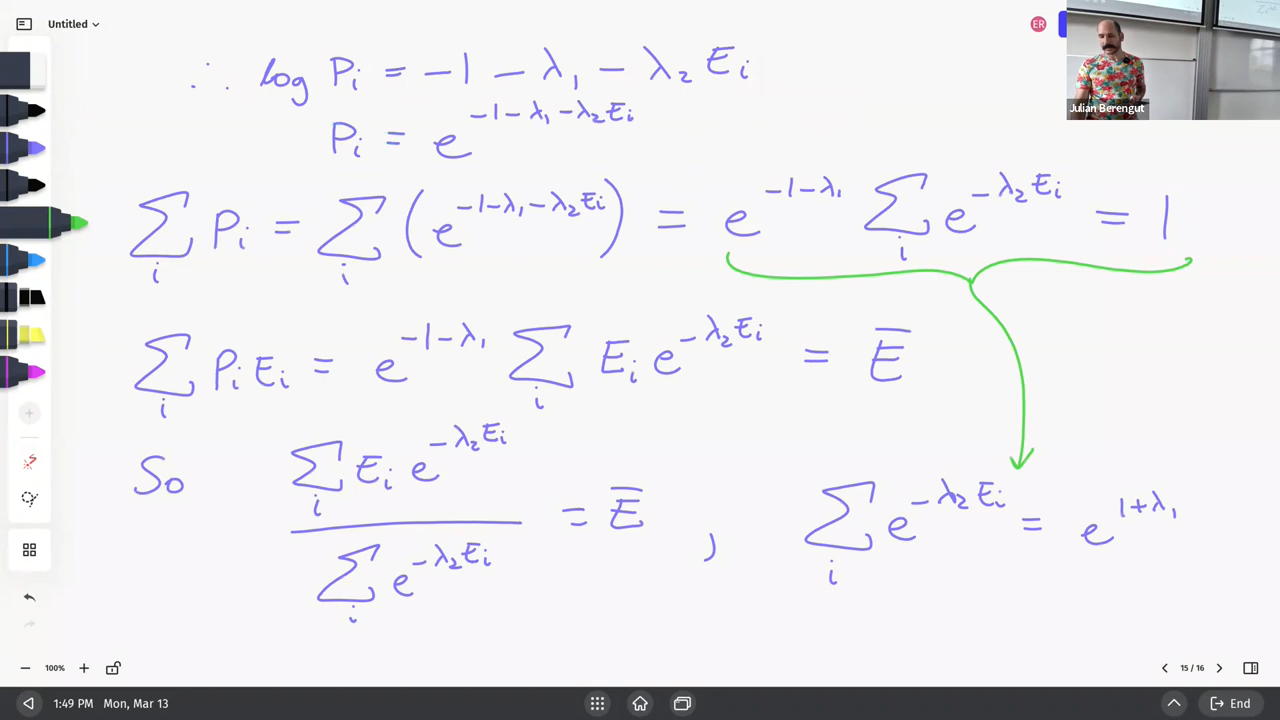 Untitled
ER
Julian Berengut
∴ log Pᵢ = −1 − λ₁ − λ₂Eᵢ
Pᵢ = e^(−1−λ₁−λ₂Eᵢ)
∑ᵢ Pᵢ = ∑ᵢ (e^(−1−λ₁−λ₂Eᵢ)) = e^(−1−λ₁) ∑ᵢ e^(−λ₂Eᵢ) = 1
∑ᵢ PᵢEᵢ = e^(−1−λ₁) ∑ᵢ Eᵢ e^(−λ₂Eᵢ) = E̅
So (∑ᵢ Eᵢ e^(−λ₂Eᵢ)) / (∑ᵢ e^(−λ₂Eᵢ)) = E̅ , ∑ᵢ e^(−λ₂Eᵢ) = e^(1+λ₁)
100%
15 / 16
1:49 PM Mon, Mar 13
End